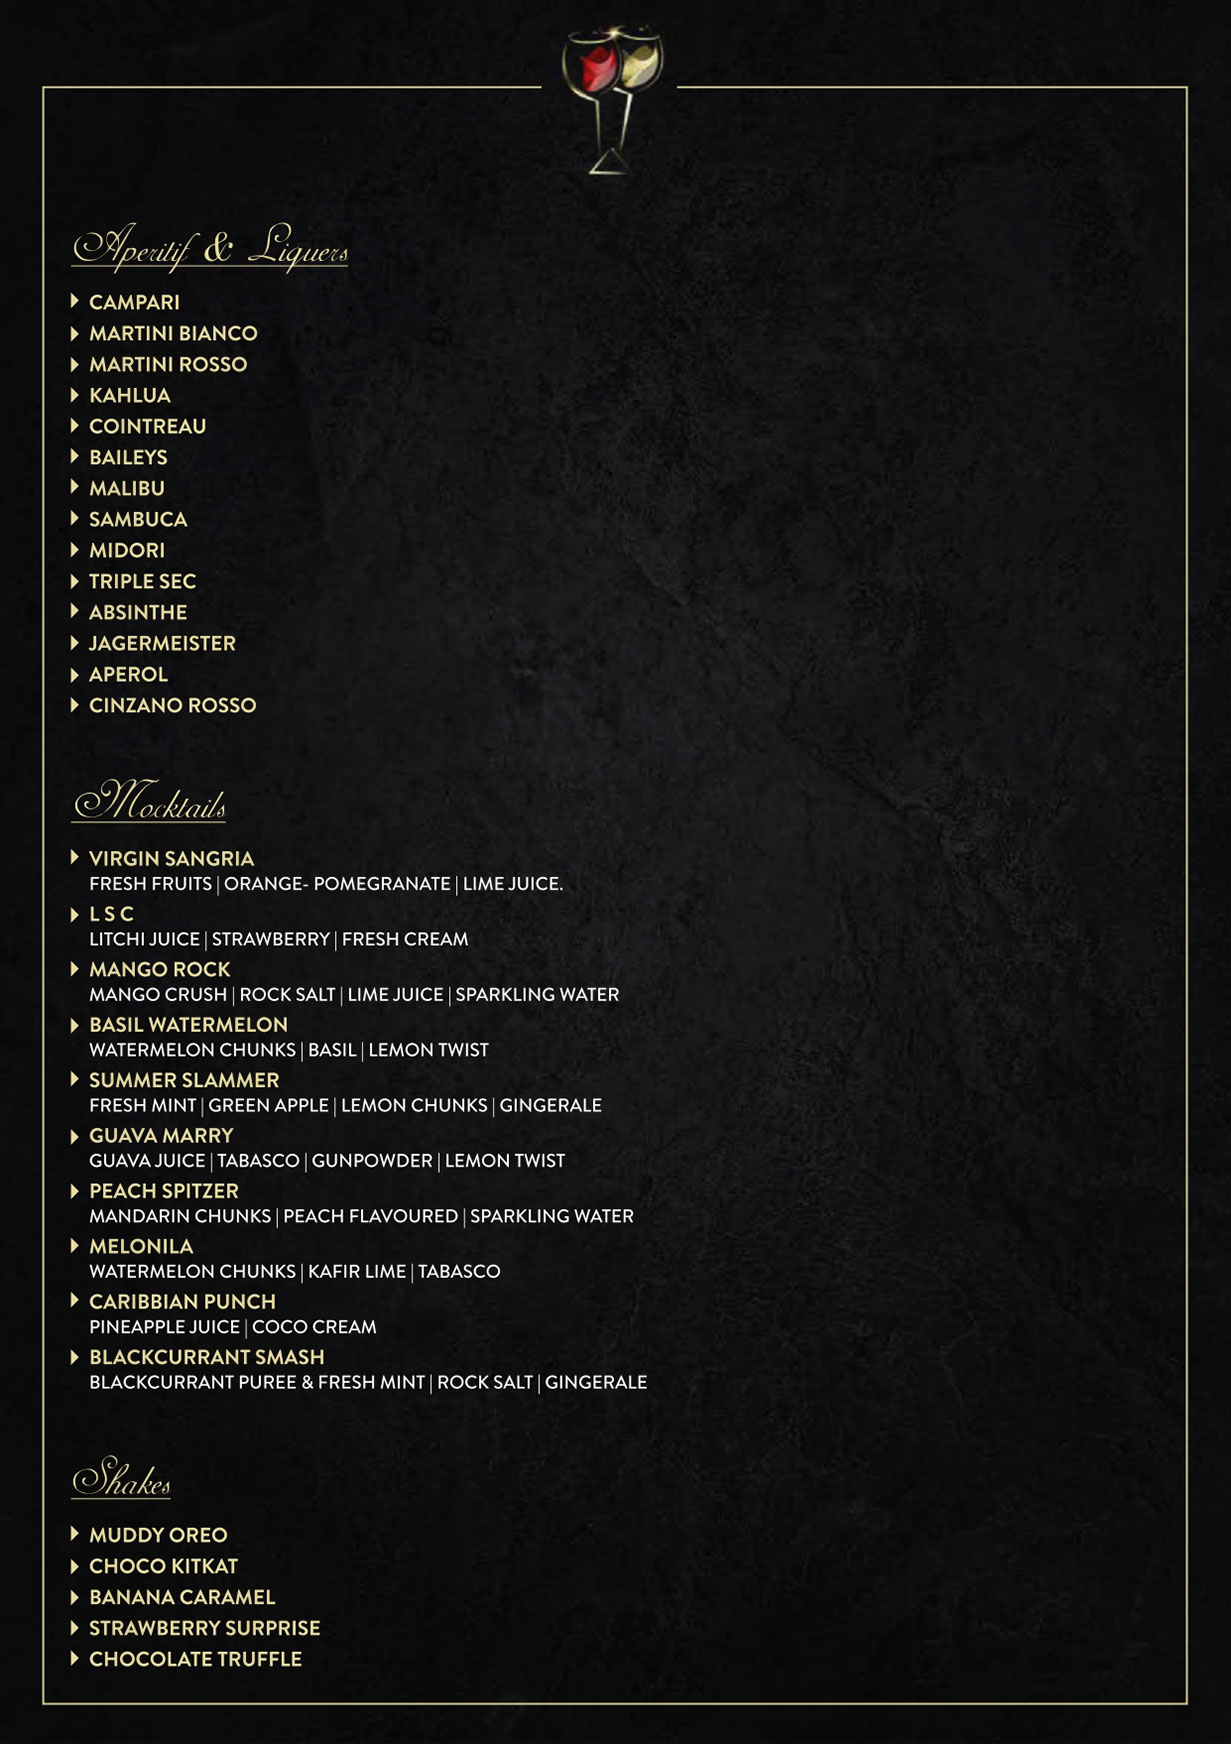 Aperitif & Liquers
CAMPARI
MARTINI BIANCO
MARTINI ROSSO
KAHLUA
COINTREAU
BAILEYS
MALIBU
SAMBUCA
MIDORI
TRIPLE SEC
ABSINTHE
JAGERMEISTER
APEROL
CINZANO ROSSO
Mocktails
VIRGIN SANGRIA
FRESH FRUITS | ORANGE- POMEGRANATE | LIME JUICE.
L S C
LITCHI JUICE | STRAWBERRY | FRESH CREAM
MANGO ROCK
MANGO CRUSH | ROCK SALT | LIME JUICE | SPARKLING WATER
BASIL WATERMELON
WATERMELON CHUNKS | BASIL | LEMON TWIST
SUMMER SLAMMER
FRESH MINT | GREEN APPLE | LEMON CHUNKS | GINGERALE
GUAVA MARRY
GUAVA JUICE | TABASCO | GUNPOWDER | LEMON TWIST
PEACH SPITZER
MANDARIN CHUNKS | PEACH FLAVOURED | SPARKLING WATER
MELONILA
WATERMELON CHUNKS | KAFIR LIME | TABASCO
CARIBBIAN PUNCH
PINEAPPLE JUICE | COCO CREAM
BLACKCURRANT SMASH
BLACKCURRANT PUREE & FRESH MINT | ROCK SALT | GINGERALE
Shakes
MUDDY OREO
CHOCO KITKAT
BANANA CARAMEL
STRAWBERRY SURPRISE
CHOCOLATE TRUFFLE